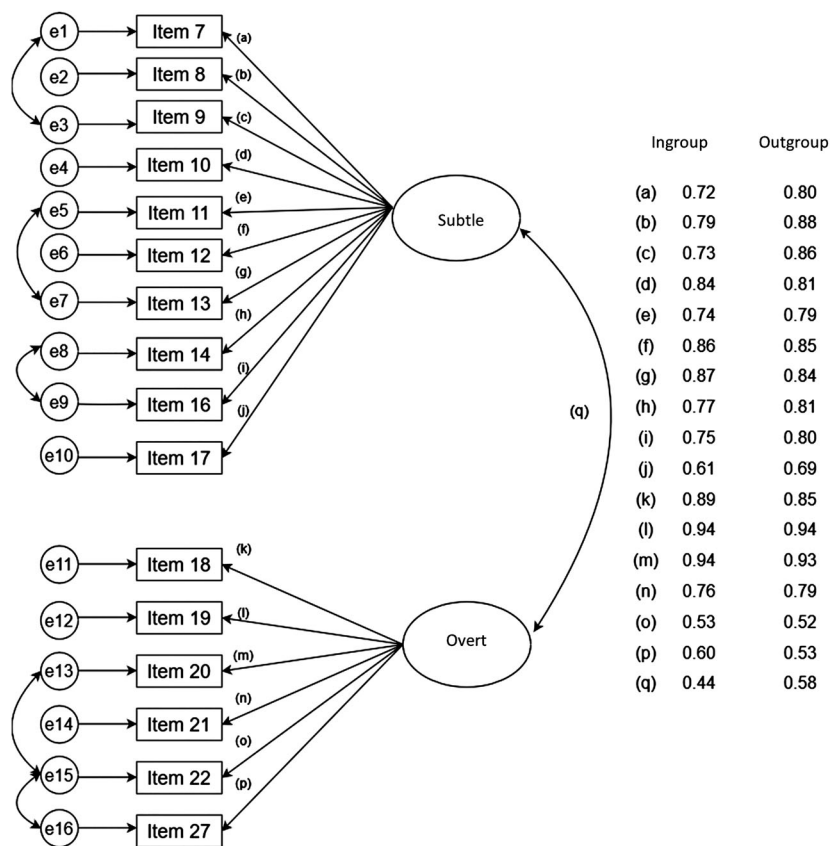 e1 Item 7 (a)
e2 Item 8 (b)
e3 Item 9 (c)
e4 Item 10 (d)
e5 Item 11 (e)
e6 Item 12 (f)
e7 Item 13 (g)
e8 Item 14 (h)
e9 Item 16 (i)
e10 Item 17 (j)
Subtle
(q)
e11 Item 18 (k)
e12 Item 19 (l)
e13 Item 20 (m)
e14 Item 21 (n)
e15 Item 22 (o)
e16 Item 27 (p)
Overt
Ingroup Outgroup
(a) 0.72 0.80
(b) 0.79 0.88
(c) 0.73 0.86
(d) 0.84 0.81
(e) 0.74 0.79
(f) 0.86 0.85
(g) 0.87 0.84
(h) 0.77 0.81
(i) 0.75 0.80
(j) 0.61 0.69
(k) 0.89 0.85
(l) 0.94 0.94
(m) 0.94 0.93
(n) 0.76 0.79
(o) 0.53 0.52
(p) 0.60 0.53
(q) 0.44 0.58